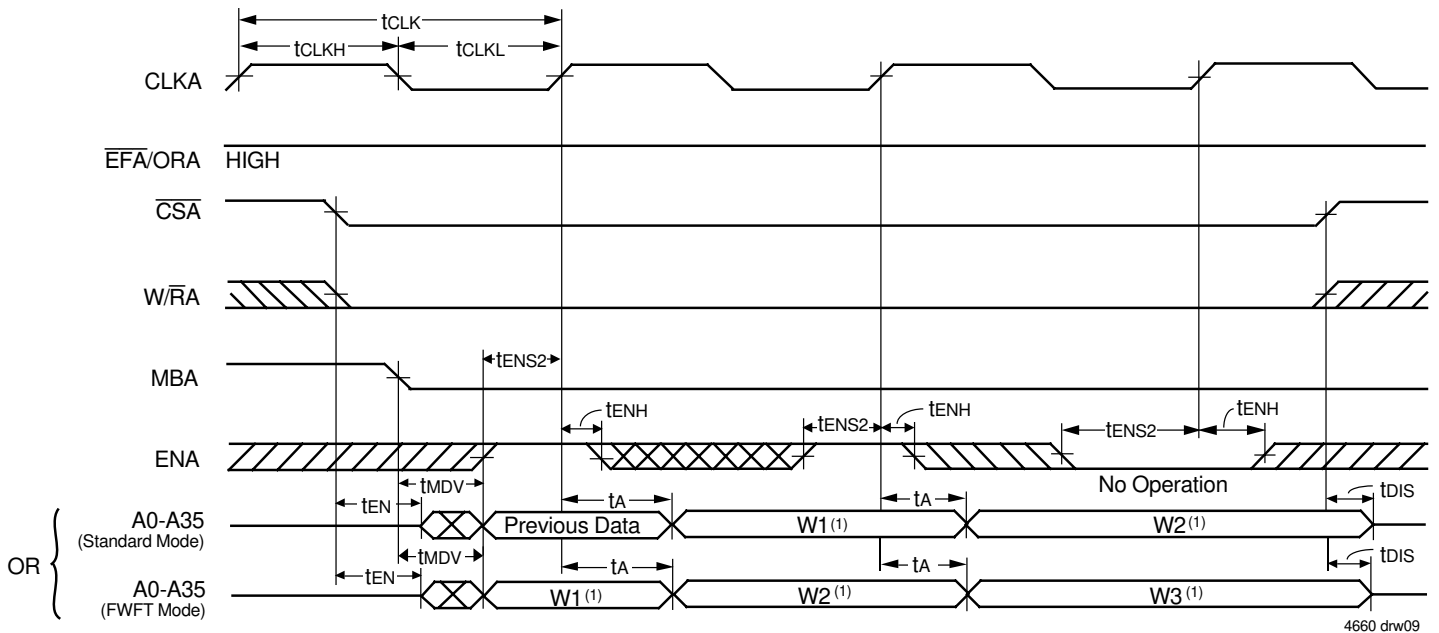 tCLK
tCLKH tCLKL
CLKA
EFA/ORA HIGH
CSA
W/RA
tENS2
MBA
tENH tENS2 tENH tENS2 tENH
ENA
tMDV No Operation
tEN tA tA tDIS
A0-A35 Previous Data W1(1) W2(1)
(Standard Mode)
OR
tMDV tDIS
tEN tA tA
A0-A35 W1(1) W2(1) W3(1)
(FWFT Mode)
4660 drw09